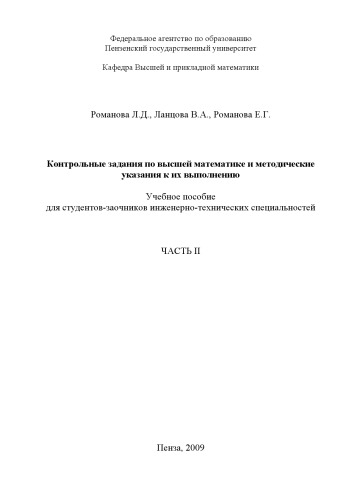 Федеральное агентство по образованию
Пензенский государственный университет
Кафедра Высшей и прикладной математики
Романова Л.Д., Ланцова В.А., Романова Е.Г.
Контрольные задания по высшей математике и методические
указания к их выполнению
Учебное пособие
для студентов-заочников инженерно-технических специальностей
ЧАСТЬ II
Пенза, 2009